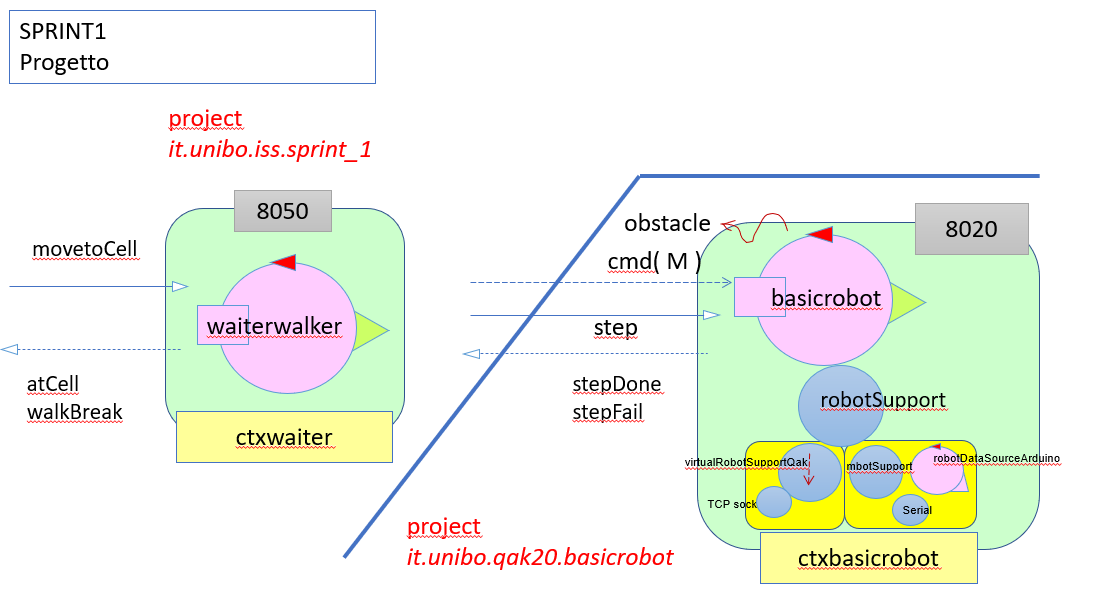 SPRINT1
Progetto
project
it.unibo.iss.sprint_1
8050
movetoCell
waiterwalker
atCell
walkBreak
ctxwaiter
obstacle
8020
cmd( M )
basicrobot
step
stepDone
stepFail
robotSupport
virtualRobotSupportQak
mbotSupport
robotDataSourceArduino
TCP sock
Serial
project
it.unibo.qak20.basicrobot
ctxbasicrobot